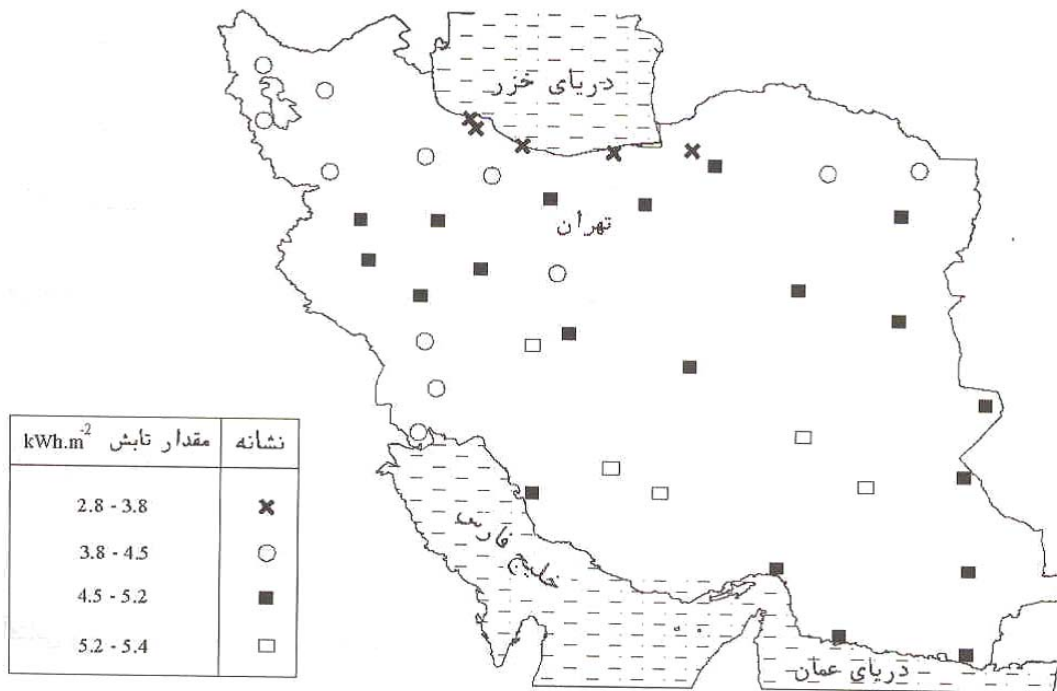 دریای خزر
تهران
خلیج فارس
دریای عمان
نشانه مقدار تابش kWh.m⁻²
2.8 - 3.8
3.8 - 4.5
4.5 - 5.2
5.2 - 5.4